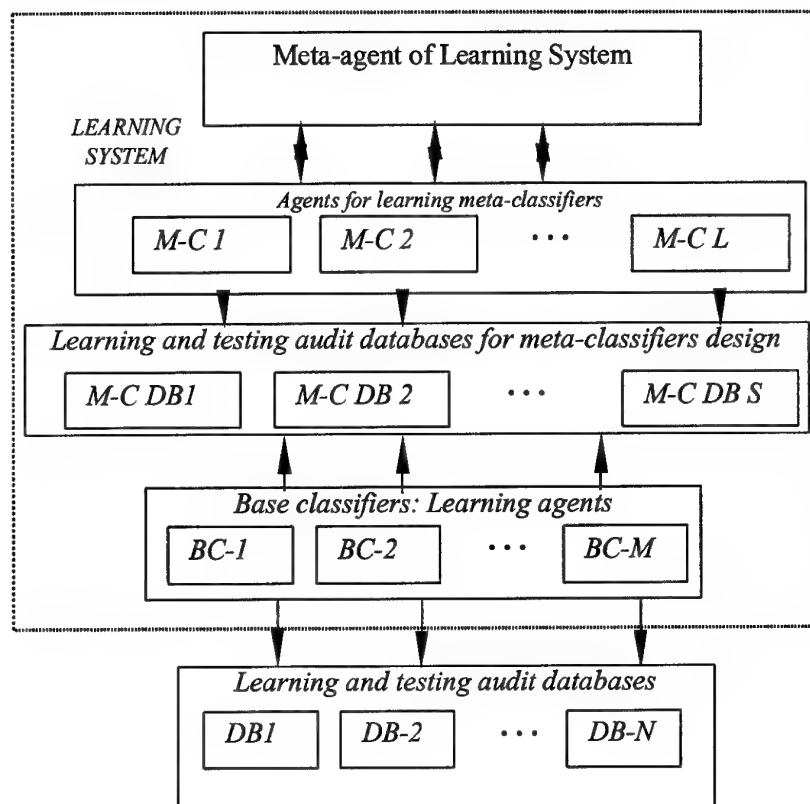 Meta-agent of Learning System
LEARNING
SYSTEM
Agents for learning meta-classifiers
M-C 1 M-C 2 ... M-C L
Learning and testing audit databases for meta-classifiers design
M-C DB1 M-C DB 2 ... M-C DB S
Base classifiers: Learning agents
BC-1 BC-2 ... BC-M
Learning and testing audit databases
DB1 DB-2 ... DB-N